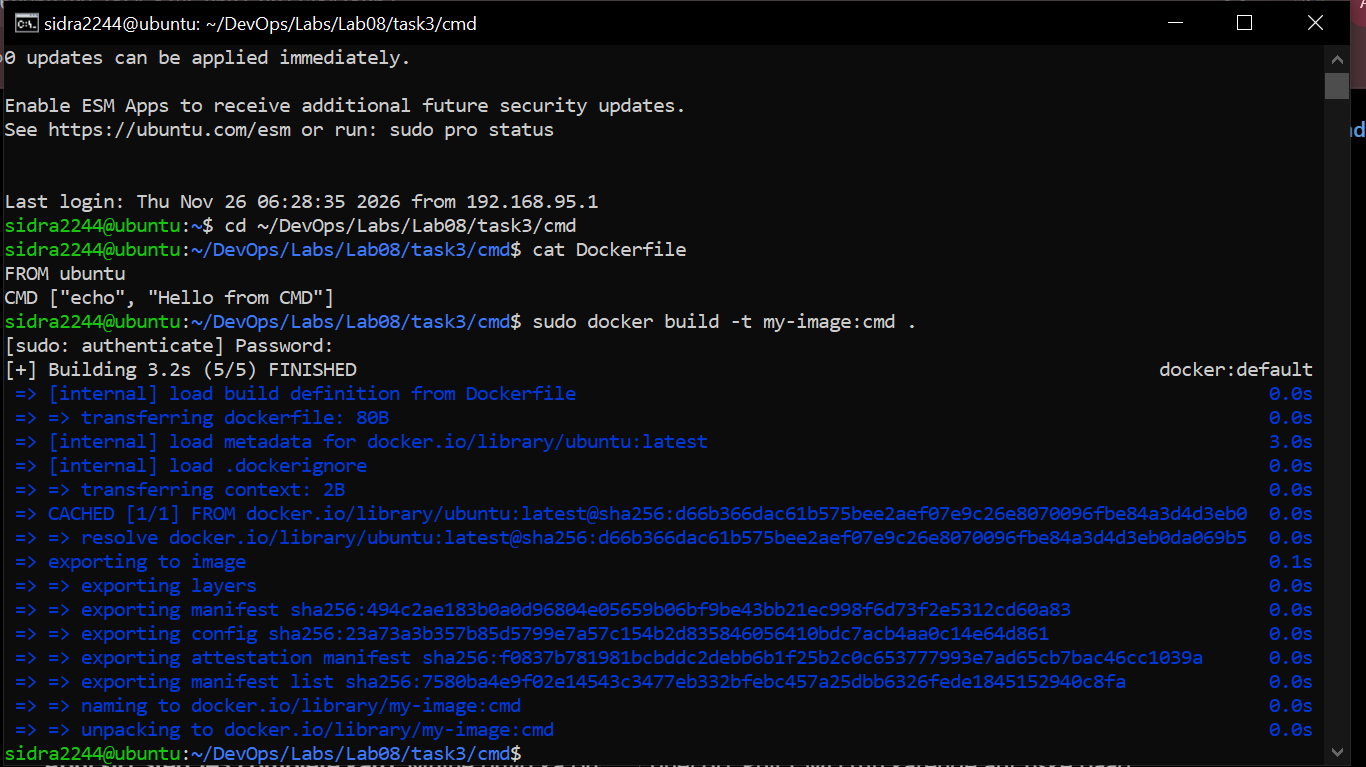 sidra2244@ubuntu: ~/DevOps/Labs/Lab08/task3/cmd
0 updates can be applied immediately.
Enable ESM Apps to receive additional future security updates.
See https://ubuntu.com/esm or run: sudo pro status
Last login: Thu Nov 26 06:28:35 2026 from 192.168.95.1
sidra2244@ubuntu:~$ cd ~/DevOps/Labs/Lab08/task3/cmd
sidra2244@ubuntu:~/DevOps/Labs/Lab08/task3/cmd$ cat Dockerfile
FROM ubuntu
CMD ["echo", "Hello from CMD"]
sidra2244@ubuntu:~/DevOps/Labs/Lab08/task3/cmd$ sudo docker build -t my-image:cmd .
[sudo: authenticate] Password:
[+] Building 3.2s (5/5) FINISHED docker:default
=> [internal] load build definition from Dockerfile 0.0s
=> => transferring dockerfile: 80B 0.0s
=> [internal] load metadata for docker.io/library/ubuntu:latest 3.0s
=> [internal] load .dockerignore 0.0s
=> => transferring context: 2B 0.0s
=> CACHED [1/1] FROM docker.io/library/ubuntu:latest@sha256:d66b366dac61b575bee2aef07e9c26e8070096fbe84a3d4d3eb0 0.0s
=> => resolve docker.io/library/ubuntu:latest@sha256:d66b366dac61b575bee2aef07e9c26e8070096fbe84a3d4d3eb0da069b5 0.0s
=> exporting to image 0.1s
=> => exporting layers 0.0s
=> => exporting manifest sha256:494c2ae183b0a0d96804e05659b06bf9be43bb21ec998f6d73f2e5312cd60a83 0.0s
=> => exporting config sha256:23a73a3b357b85d5799e7a57c154b2d835846056410bdc7acb4aa0c14e64d861 0.0s
=> => exporting attestation manifest sha256:f0837b781981bcbddc2debb6b1f25b2c0c653777993e7ad65cb7bac46cc1039a 0.0s
=> => exporting manifest list sha256:7580ba4e9f02e14543c3477eb332bfebc457a25dbb6326fede1845152940c8fa 0.0s
=> => naming to docker.io/library/my-image:cmd 0.0s
=> => unpacking to docker.io/library/my-image:cmd 0.0s
sidra2244@ubuntu:~/DevOps/Labs/Lab08/task3/cmd$